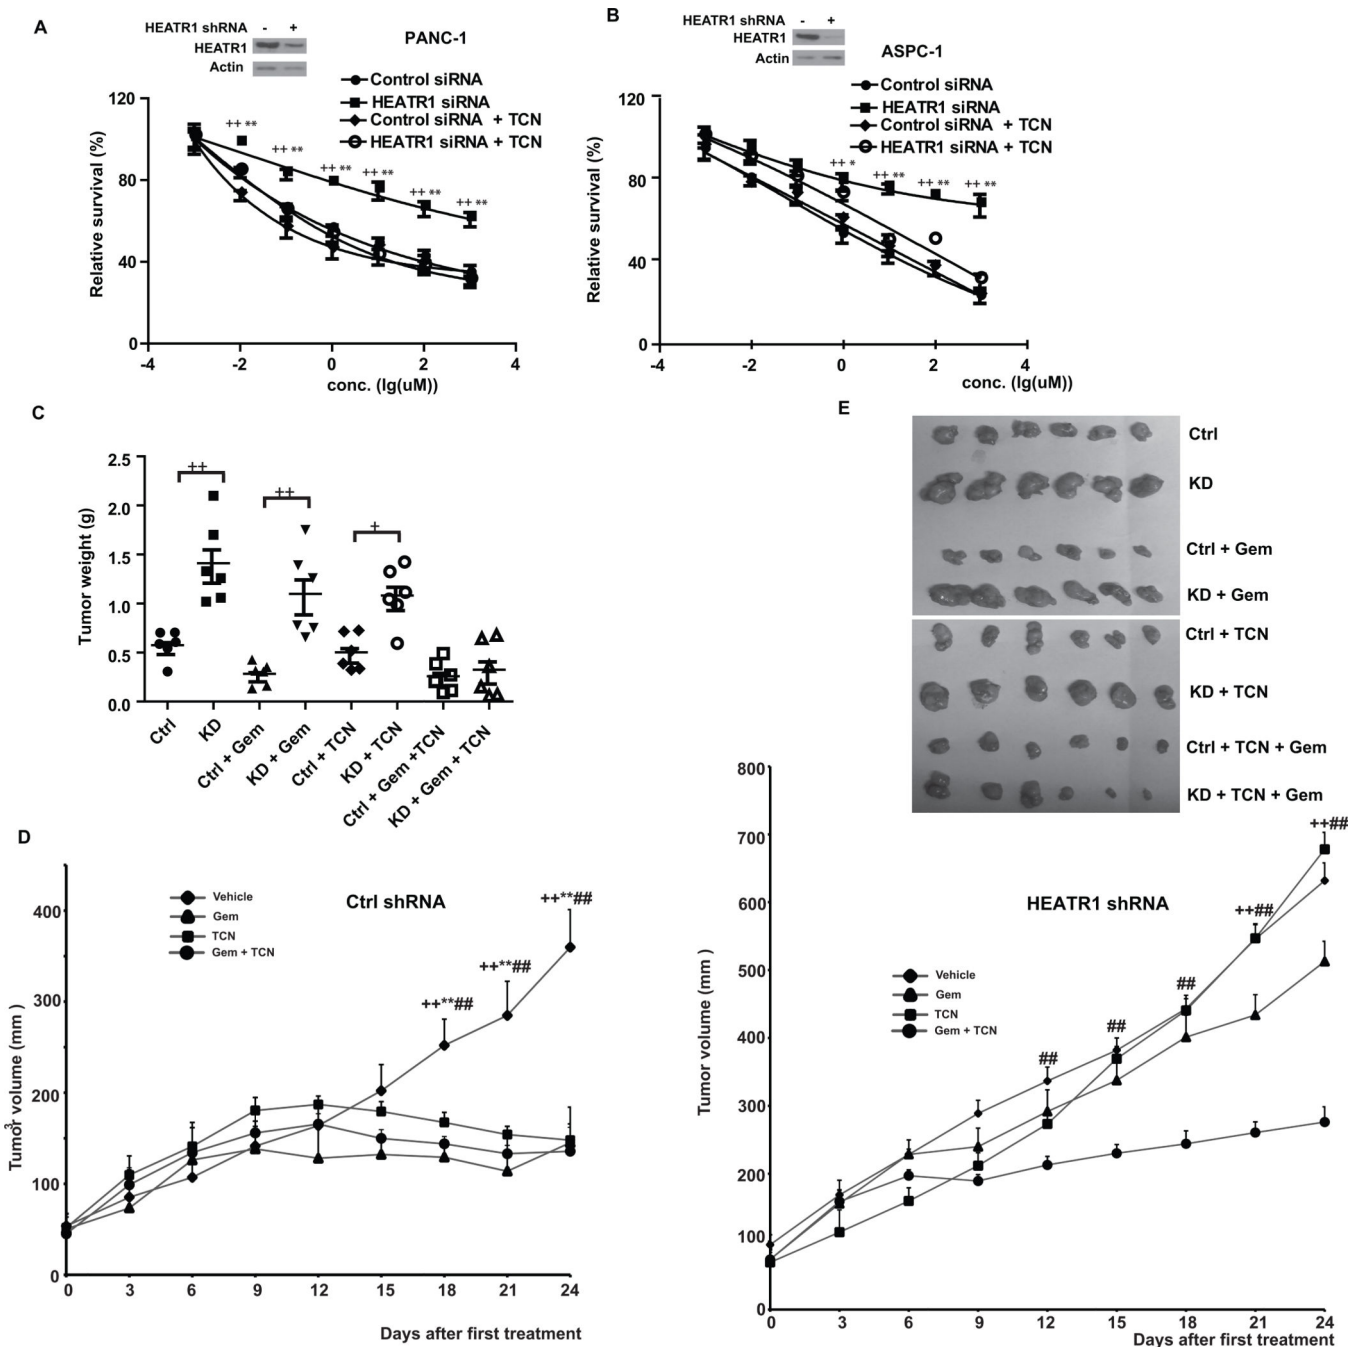 A
HEATR1 shRNA - +
HEATR1
Actin
PANC-1
Control siRNA
HEATR1 siRNA
Control siRNA + TCN
HEATR1 siRNA + TCN
Relative survival (%)
120
80
40
0
++ **
++ **
++ **
++ **
++ **
++ **
-4
-2
0
2
4
conc. (lg(uM))
B
HEATR1 shRNA - +
HEATR1
Actin
ASPC-1
Control siRNA
HEATR1 siRNA
Control siRNA + TCN
HEATR1 siRNA + TCN
Relative survival (%)
120
80
40
0
++ *
++ **
++ **
++ **
-4
-2
0
2
4
conc. (lg(uM))
C
Tumor weight (g)
2.5
2.0
1.5
1.0
0.5
0.0
++
++
+
Ctrl
KD
Ctrl + Gem
KD + Gem
Ctrl + TCN
KD + TCN
Ctrl + Gem +TCN
KD + Gem + TCN
E
Ctrl
KD
Ctrl + Gem
KD + Gem
Ctrl + TCN
KD + TCN
Ctrl + TCN + Gem
KD + TCN + Gem
D
Ctrl shRNA
Vehicle
Gem
TCN
Gem + TCN
Tumor volume (mm )
3
400
300
200
100
0
++**##
++**##
++**##
0
3
6
9
12
15
18
21
24
Days after first treatment
HEATR1 shRNA
Vehicle
Gem
TCN
Gem + TCN
Tumor volume (mm )
800
700
600
500
400
300
200
100
0
##
##
##
++##
++##
0
3
6
9
12
15
18
21
24
Days after first treatment